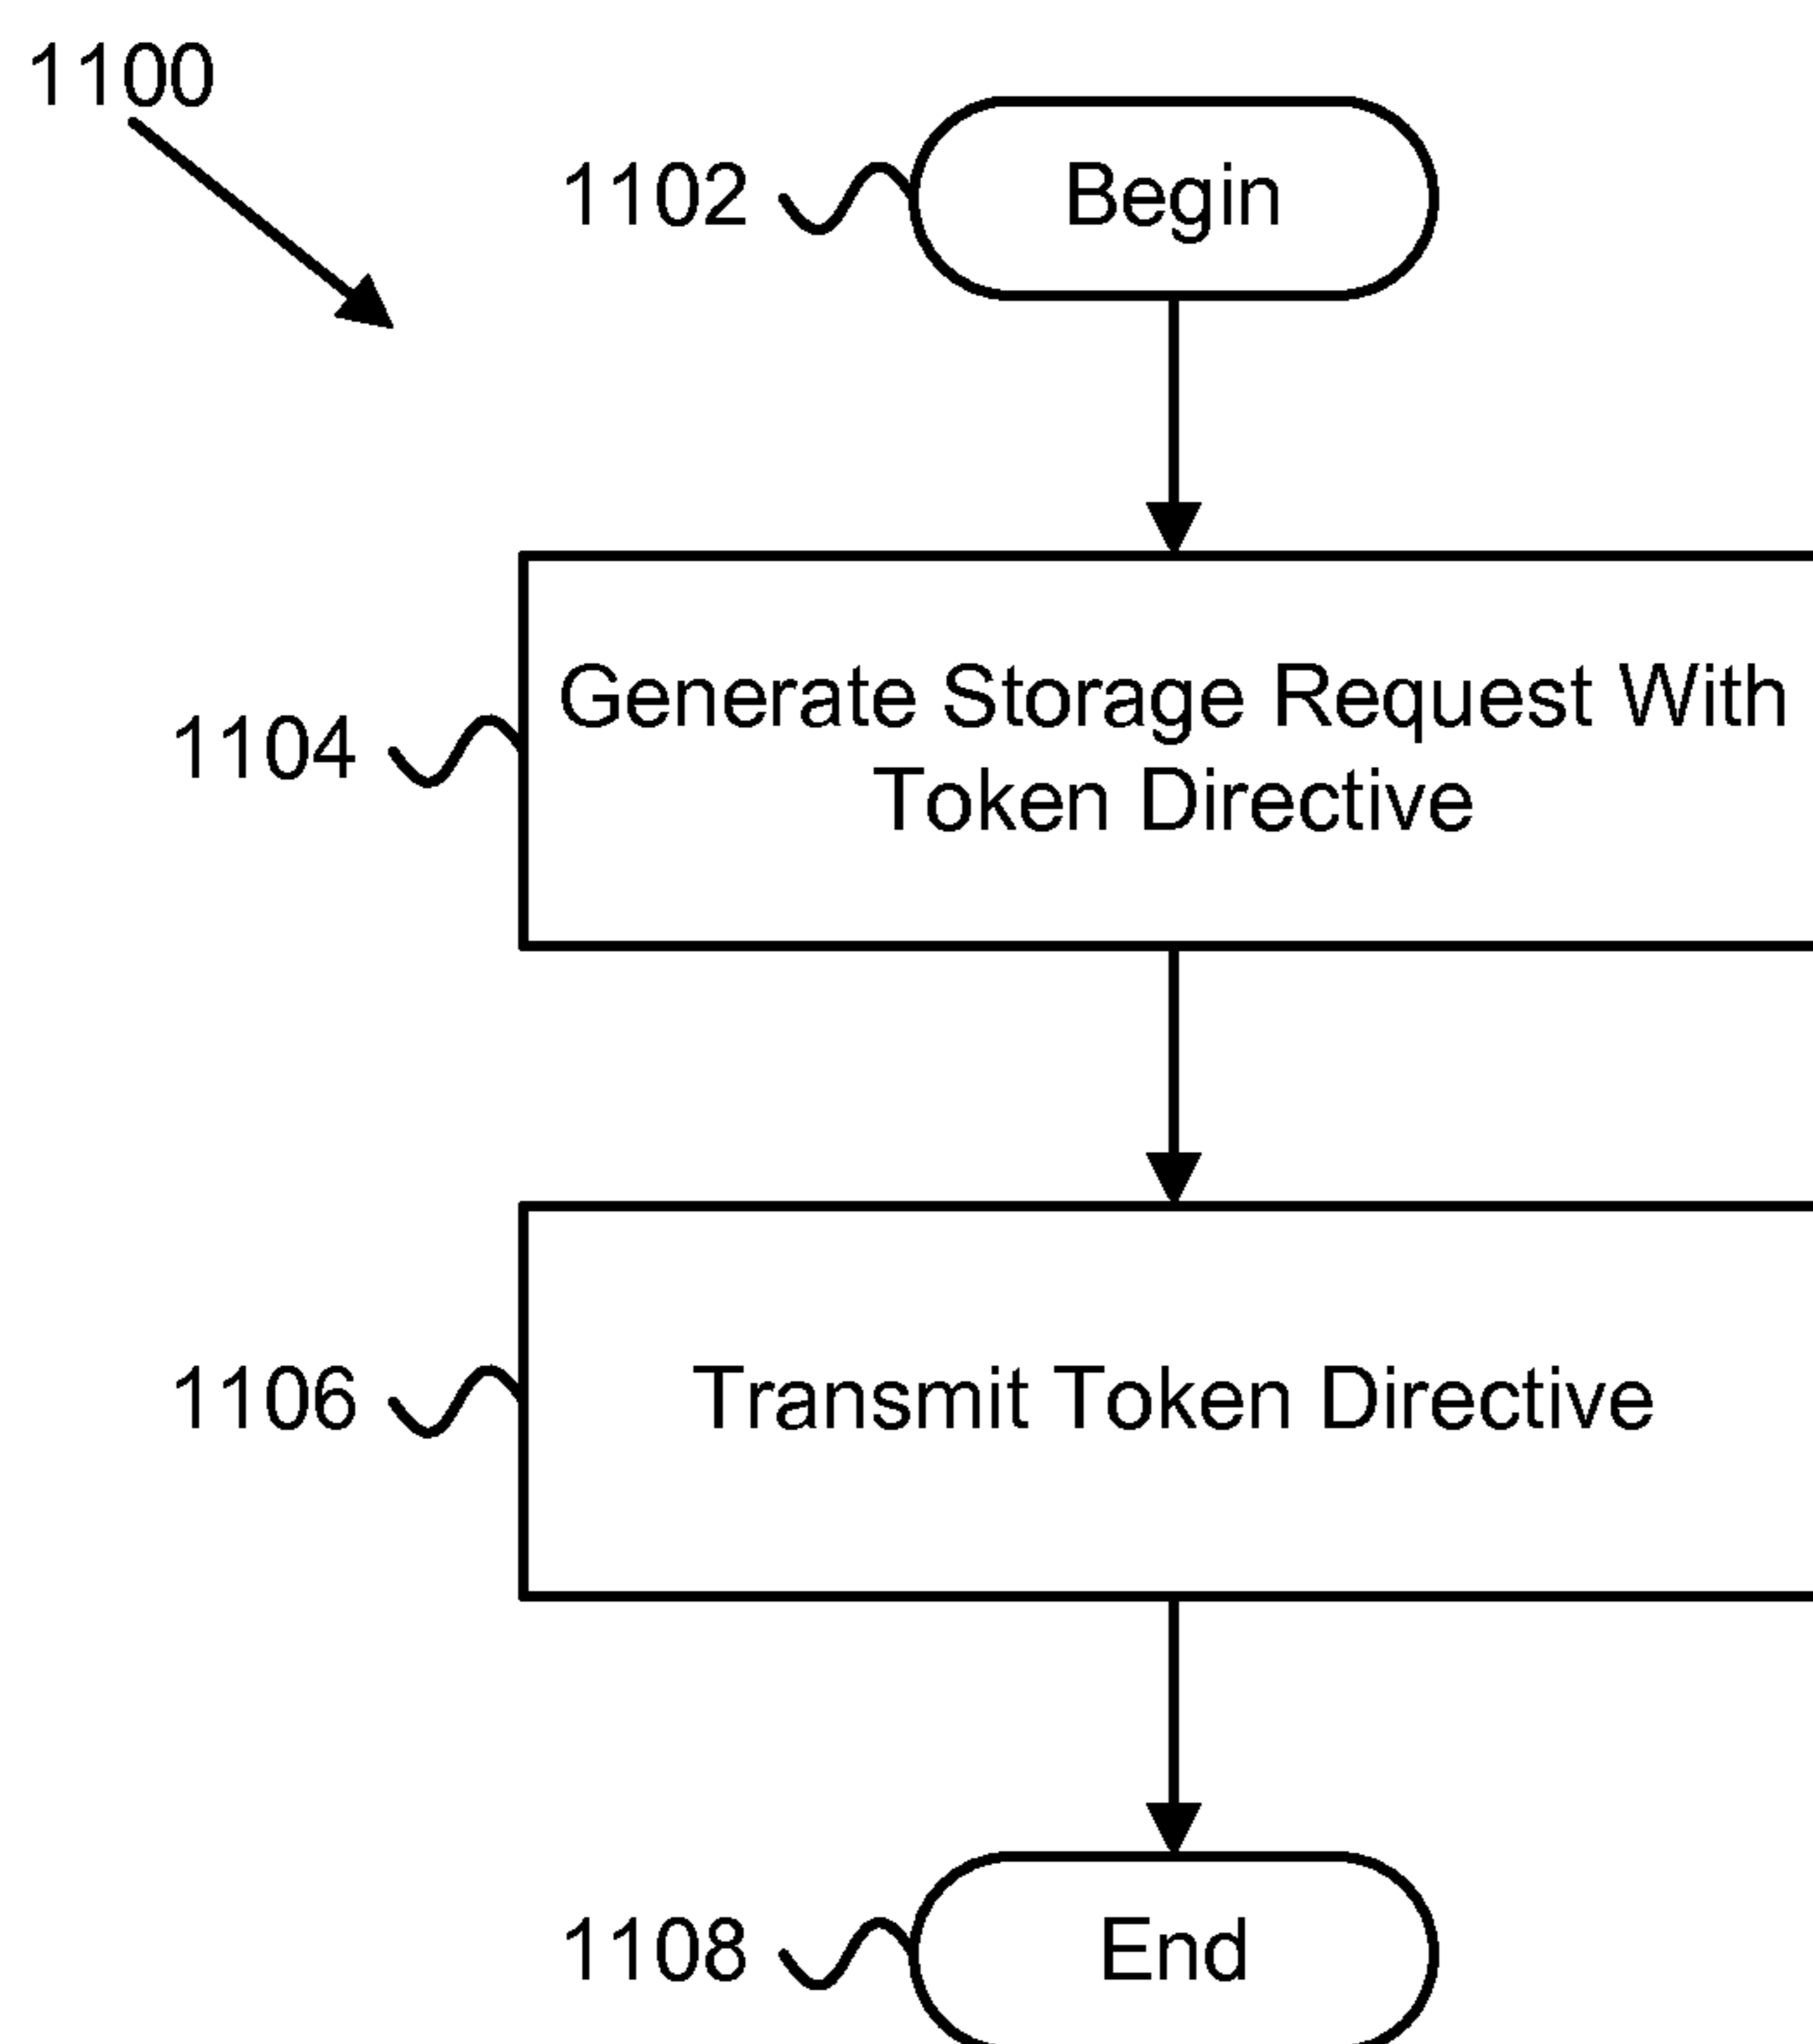 1100
1102
Begin
1104
Generate Storage Request With
Token Directive
1106
Transmit Token Directive
1108
End